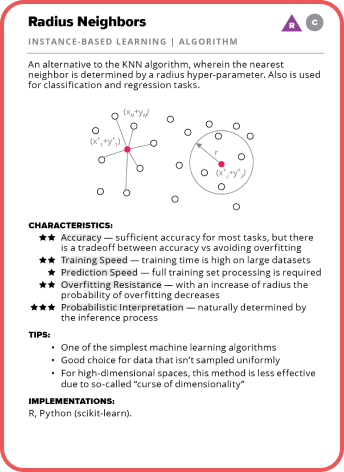 Radius Neighbors
R C
INSTANCE-BASED LEARNING | ALGORITHM
An alternative to the KNN algorithm, wherein the nearest
neighbor is determined by a radius hyper-parameter. Also is used
for classification and regression tasks.
(x_N+y_N)
(x*_1+y*_1)
r
(x*_2+y*_2)
CHARACTERISTICS:
★★ Accuracy — sufficient accuracy for most tasks, but there
is a tradeoff between accuracy vs avoiding overfitting
★★ Training Speed — training time is high on large datasets
★ Prediction Speed — full training set processing is required
★★ Overfitting Resistance — with an increase of radius the
probability of overfitting decreases
★★★ Probabilistic Interpretation — naturally determined by
the inference process
TIPS:
• One of the simplest machine learning algorithms
• Good choice for data that isn't sampled uniformly
• For high-dimensional spaces, this method is less effective
due to so-called “curse of dimensionality”
IMPLEMENTATIONS:
R, Python (scikit-learn).